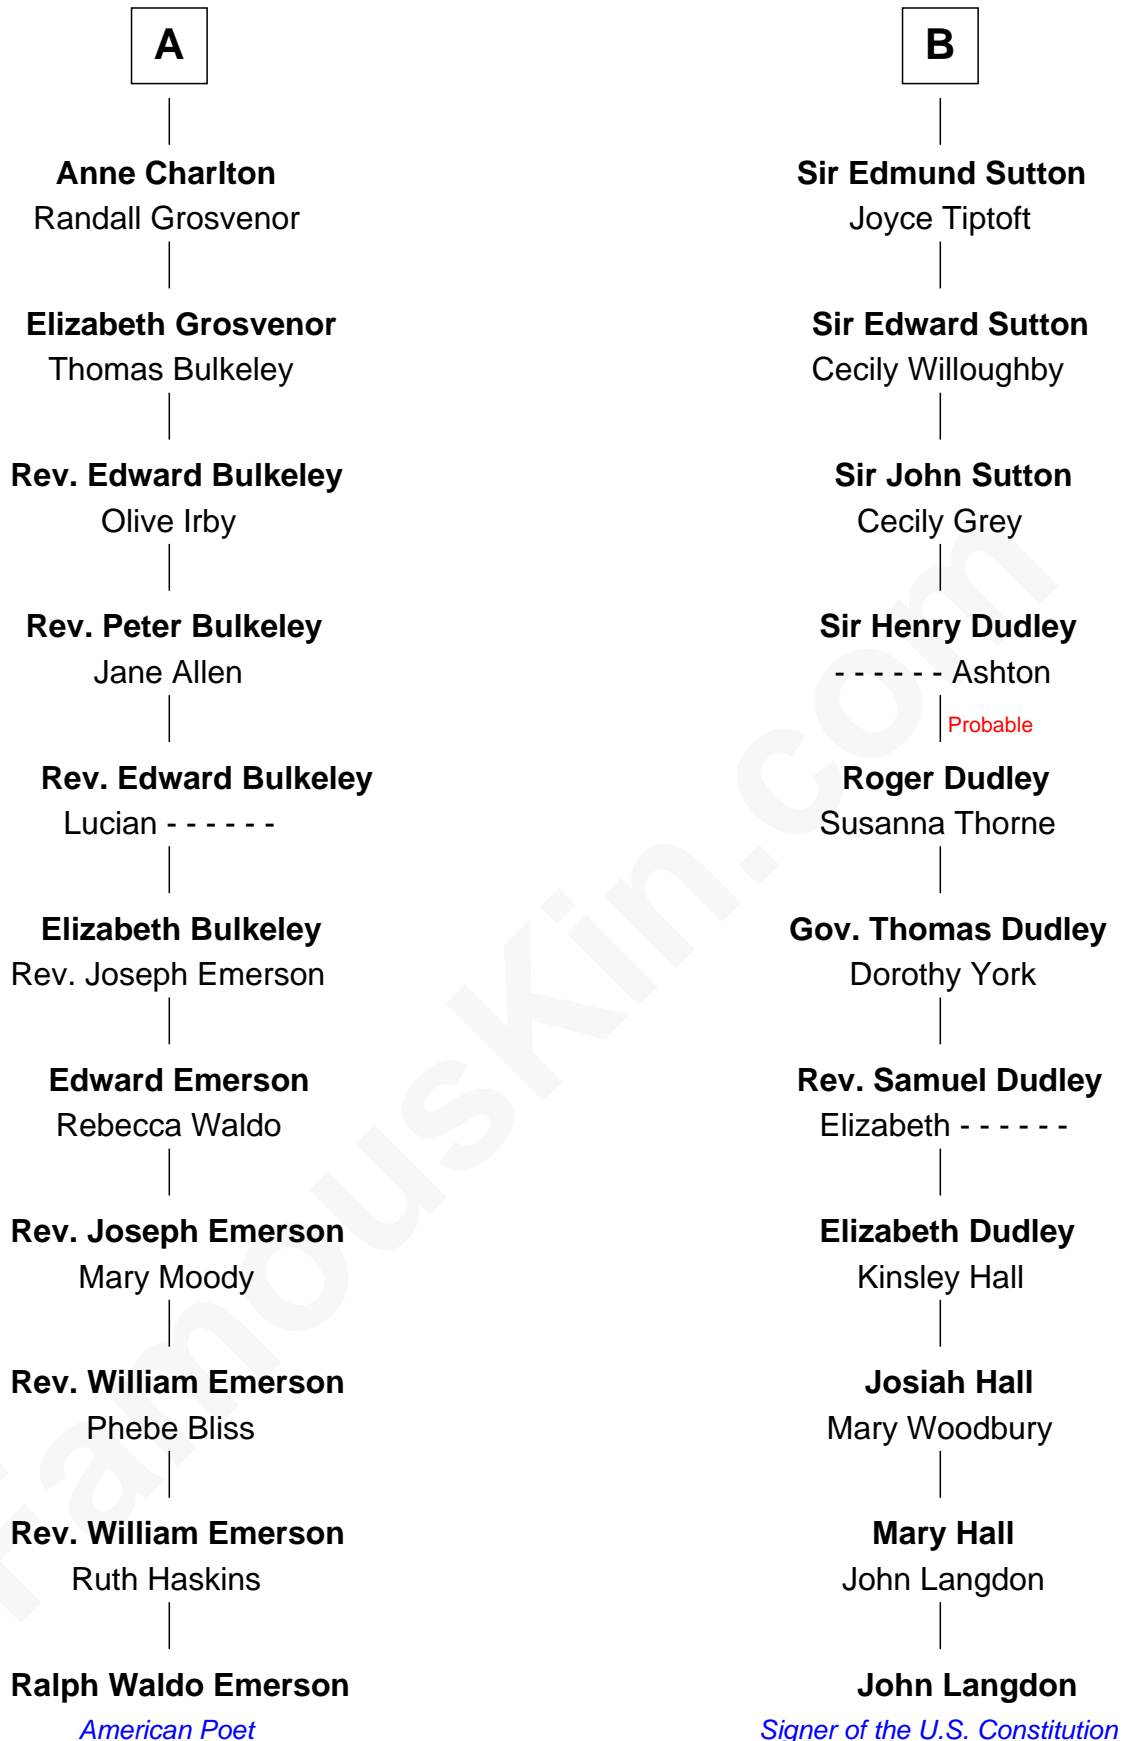 A
Anne Charlton
Randall Grosvenor
Elizabeth Grosvenor
Thomas Bulkeley
Rev. Edward Bulkeley
Olive Irby
Rev. Peter Bulkeley
Jane Allen
Rev. Edward Bulkeley
Lucian - - - - - -
Elizabeth Bulkeley
Rev. Joseph Emerson
Edward Emerson
Rebecca Waldo
Rev. Joseph Emerson
Mary Moody
Rev. William Emerson
Phebe Bliss
Rev. William Emerson
Ruth Haskins
Ralph Waldo Emerson
American Poet
B
Sir Edmund Sutton
Joyce Tiptoft
Sir Edward Sutton
Cecily Willoughby
Sir John Sutton
Cecily Grey
Sir Henry Dudley
- - - - - - Ashton
Probable
Roger Dudley
Susanna Thorne
Gov. Thomas Dudley
Dorothy York
Rev. Samuel Dudley
Elizabeth - - - - - -
Elizabeth Dudley
Kinsley Hall
Josiah Hall
Mary Woodbury
Mary Hall
John Langdon
John Langdon
Signer of the U.S. Constitution
FamousKin.com